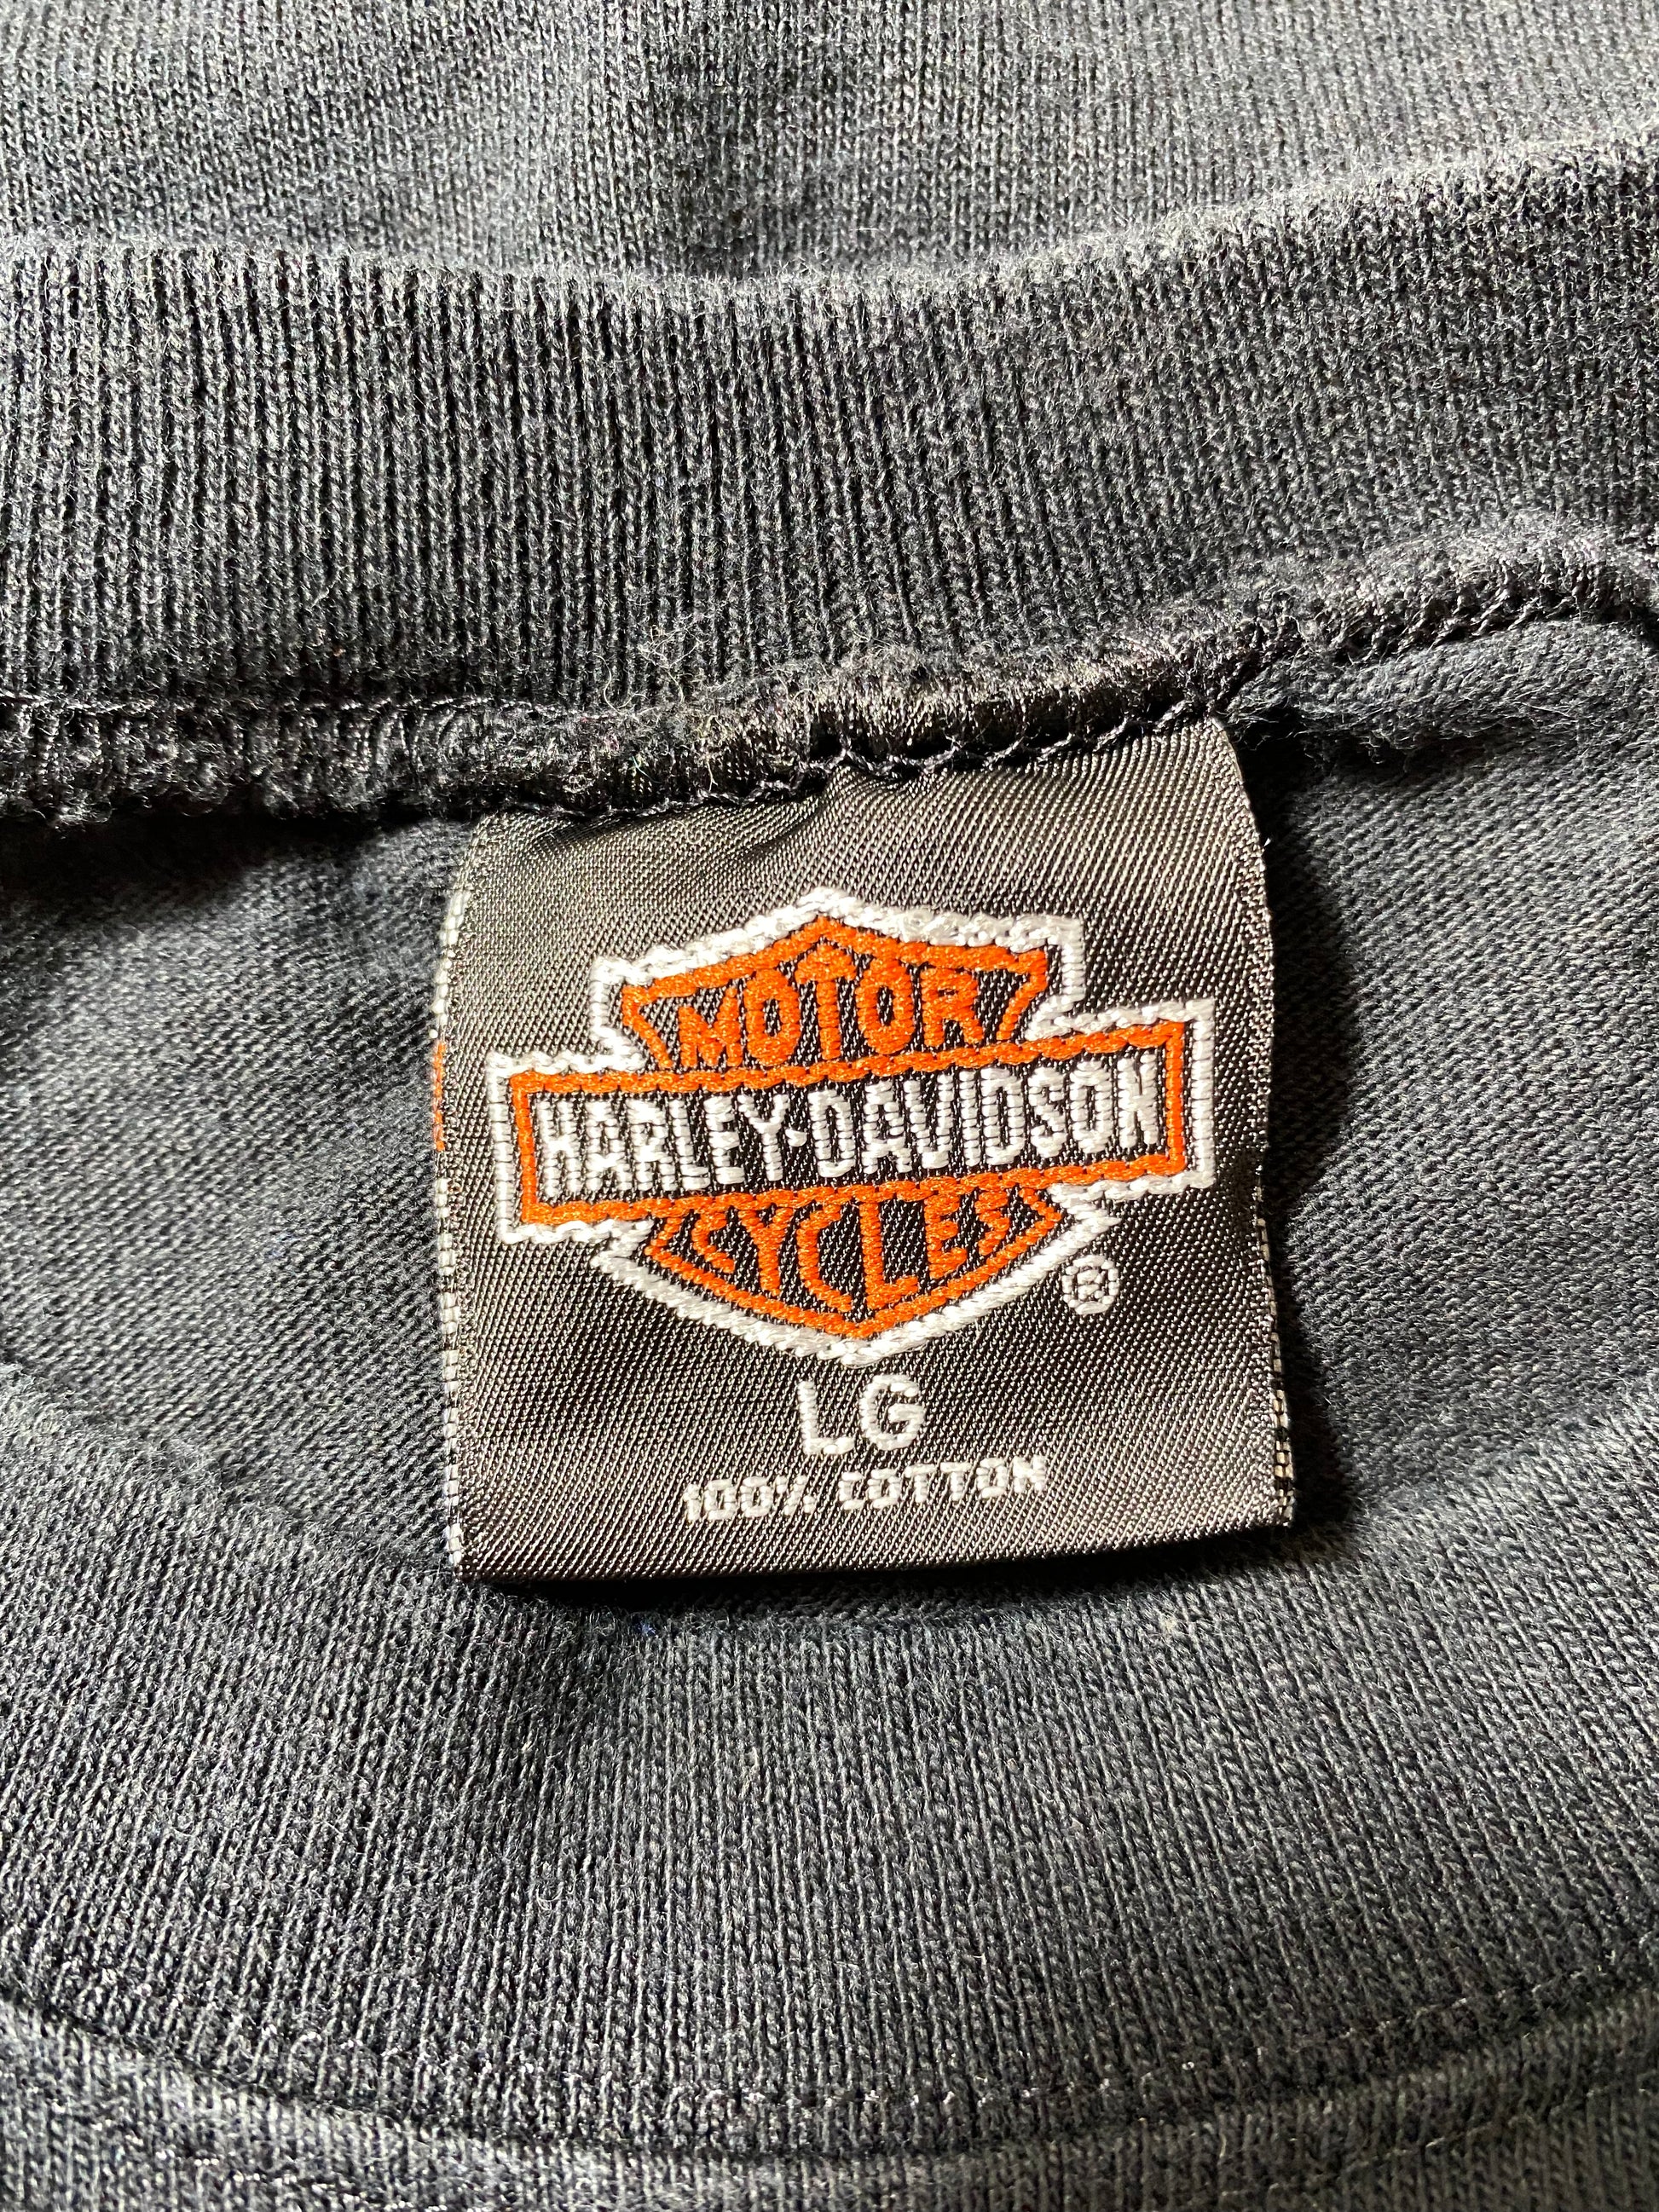 MOTOR
HARLEY-DAVIDSON
CYCLES
®
LG
100% COTTON